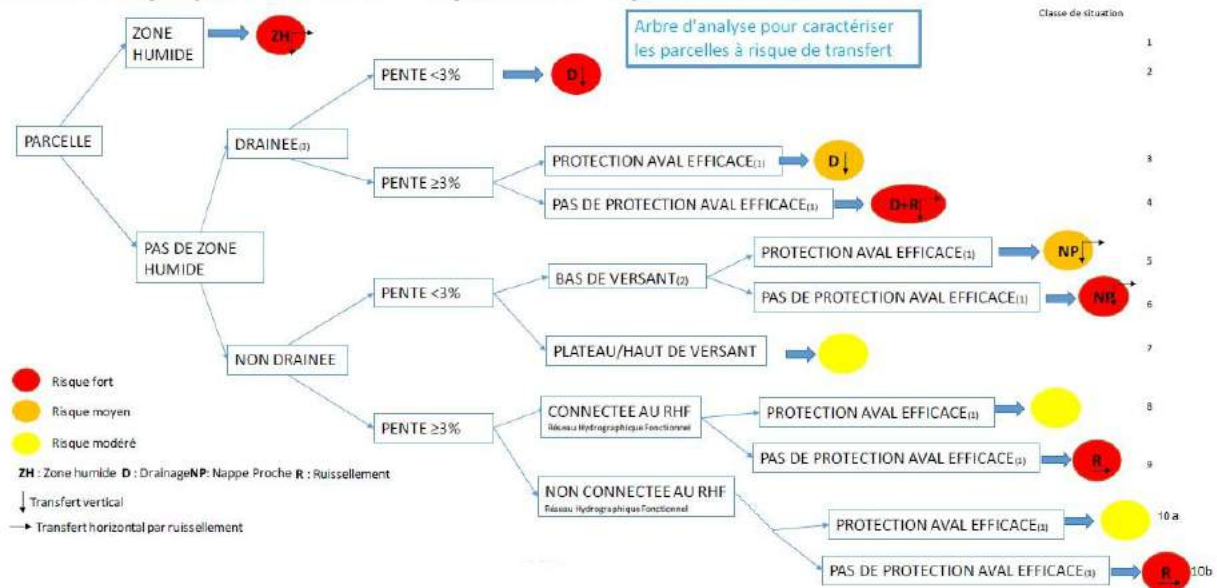 Arbre d'analyse pour caractériser
les parcelles à risque de transfert
Classe de situation
ZONE
HUMIDE
ZH
1
PENTE <3%
D
2
PARCELLE
DRAINEE(3)
PENTE ≥3%
PROTECTION AVAL EFFICACE(1)
D
3
PAS DE PROTECTION AVAL EFFICACE(1)
D+R
4
PAS DE ZONE
HUMIDE
PENTE <3%
BAS DE VERSANT(2)
PROTECTION AVAL EFFICACE(1)
NP
5
PAS DE PROTECTION AVAL EFFICACE(1)
NP
6
NON DRAINEE
PLATEAU/HAUT DE VERSANT
7
PENTE ≥3%
CONNECTEE AU RHF
Réseau Hydrographique Fonctionnel
PROTECTION AVAL EFFICACE(1)
8
PAS DE PROTECTION AVAL EFFICACE(1)
R
9
NON CONNECTEE AU RHF
Réseau Hydrographique Fonctionnel
PROTECTION AVAL EFFICACE(1)
10 a
PAS DE PROTECTION AVAL EFFICACE(1)
R
10b
Risque fort
Risque moyen
Risque modéré
ZH : Zone humide D : DrainageNP: Nappe Proche R : Ruissellement
Transfert vertical
Transfert horizontal par ruissellement